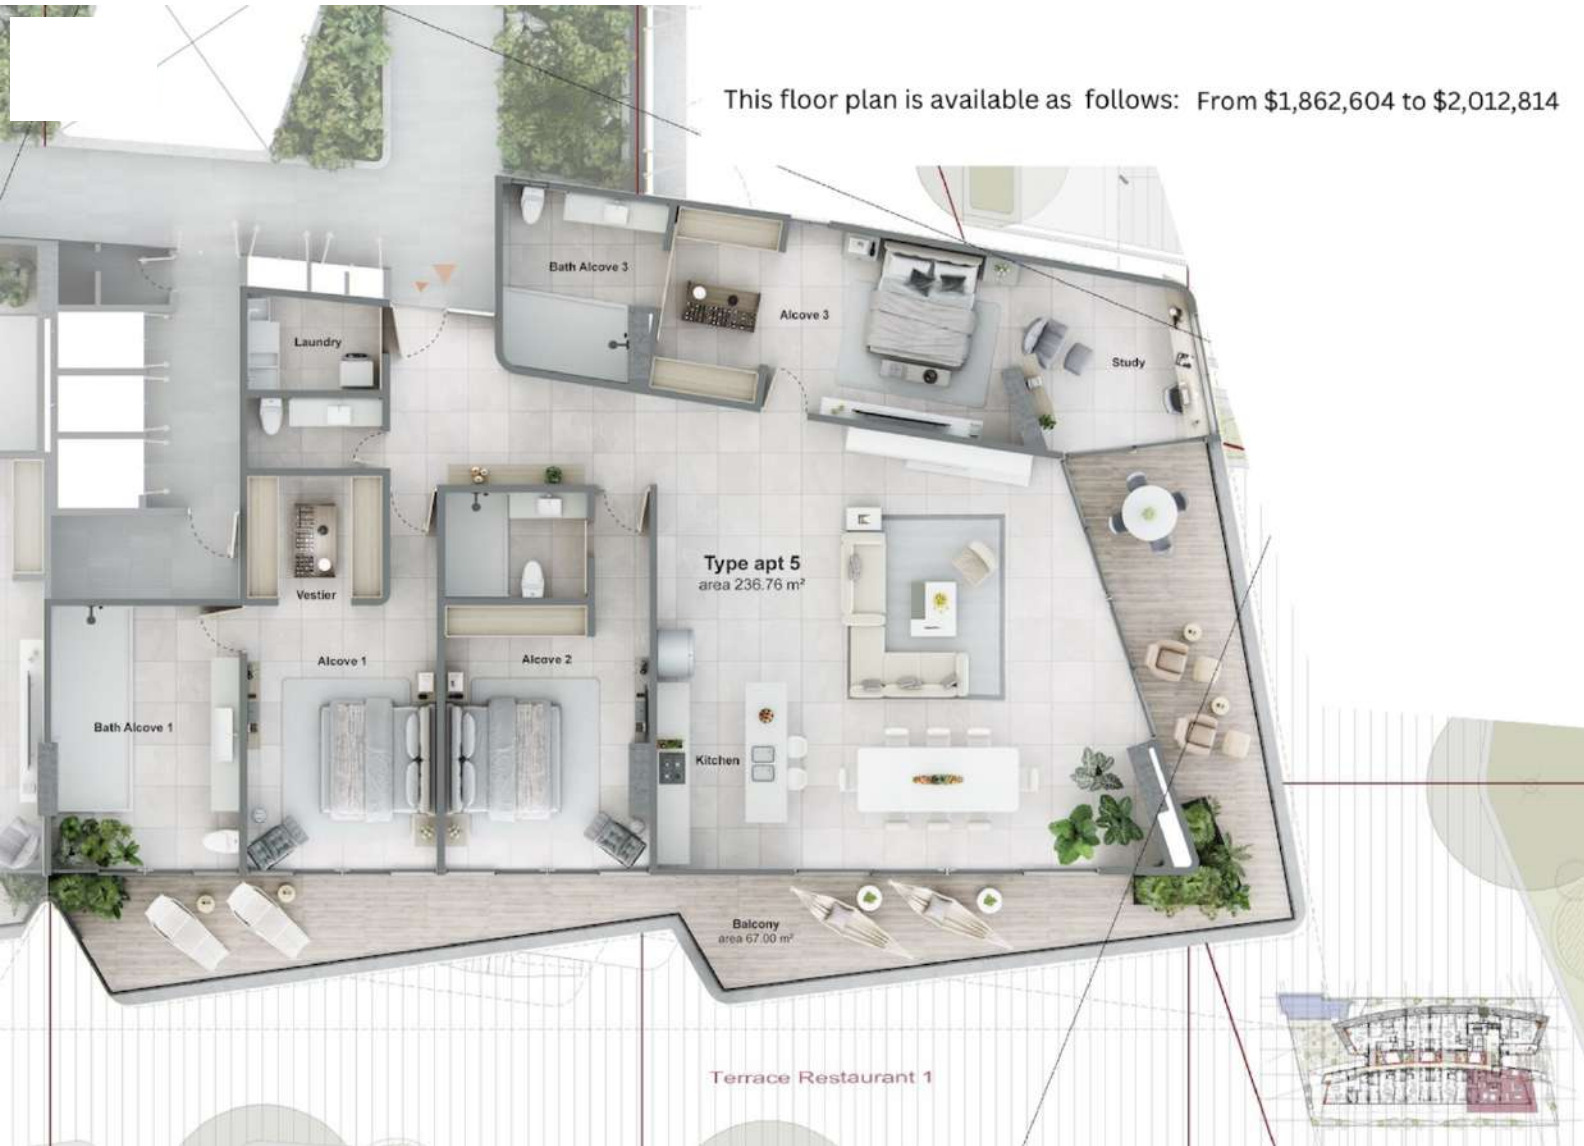 This floor plan is available as follows: From $1,862,604 to $2,012,814
Bath Alcove 3
Alcove 3
Laundry
Study
Type apt 5
area 236.76 m²
Vestier
Alcove 1
Alcove 2
Bath Alcove 1
Kitchen
Balcony
area 67.00 m²
Terrace Restaurant 1